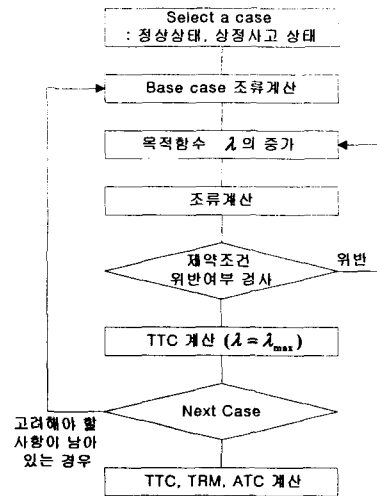 Select a case
: 정상상태, 상정사고 상태
Base case 조류계산
목적함수 λ의 증가
조류계산
제약조건
위반여부 검사
위반
TTC 계산 (λ = λmax)
Next Case
고려해야 할
사항이 남아
있는 경우
TTC, TRM, ATC 계산